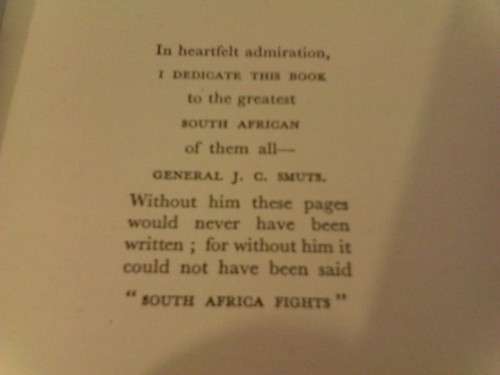 In heartfelt admiration,
I DEDICATE THIS BOOK
to the greatest
SOUTH AFRICAN
of them all—
GENERAL J. C. SMUTS.
Without him these pages
would never have been
written ; for without him it
could not have been said
“ SOUTH AFRICA FIGHTS ”